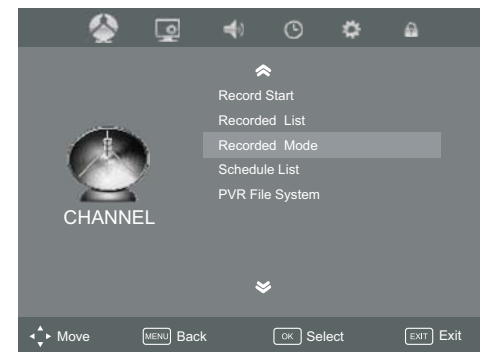 Record Start
Recorded List
Recorded Mode
Schedule List
PVR File System
CHANNEL
Move MENU Back OK Select EXIT Exit